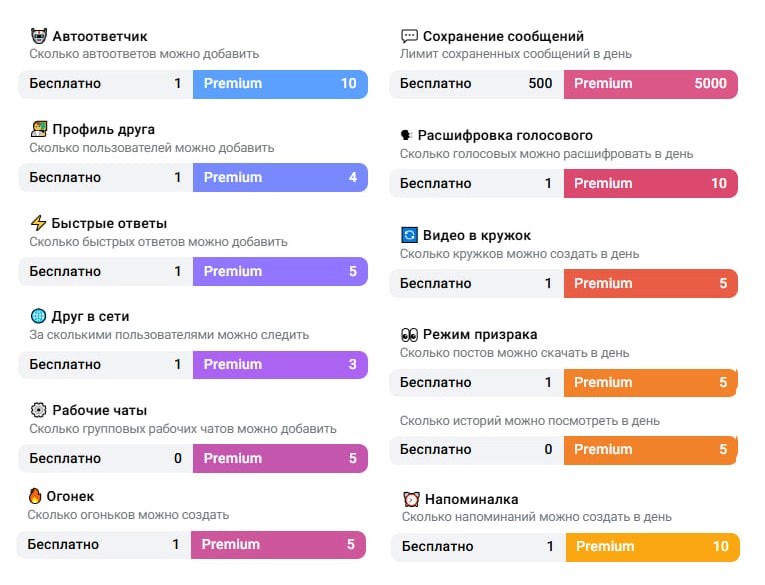 Автоответчик
Сколько автоответов можно добавить
Бесплатно 1 Premium 10
Профиль друга
Сколько пользователей можно добавить
Бесплатно 1 Premium 4
Быстрые ответы
Сколько быстрых ответов можно добавить
Бесплатно 1 Premium 5
Друг в сети
За сколькими пользователями можно следить
Бесплатно 1 Premium 3
Рабочие чаты
Сколько групповых рабочих чатов можно добавить
Бесплатно 0 Premium 5
Огонек
Сколько огоньков можно создать
Бесплатно 1 Premium 5
Сохранение сообщений
Лимит сохраненных сообщений в день
Бесплатно 500 Premium 5000
Расшифровка голосового
Сколько голосовых можно расшифровать в день
Бесплатно 1 Premium 10
Видео в кружок
Сколько кружков можно создать в день
Бесплатно 1 Premium 5
Режим призрака
Сколько постов можно скачать в день
Бесплатно 1 Premium 5
Сколько историй можно посмотреть в день
Бесплатно 0 Premium 5
Напоминалка
Сколько напоминаний можно создать в день
Бесплатно 1 Premium 10